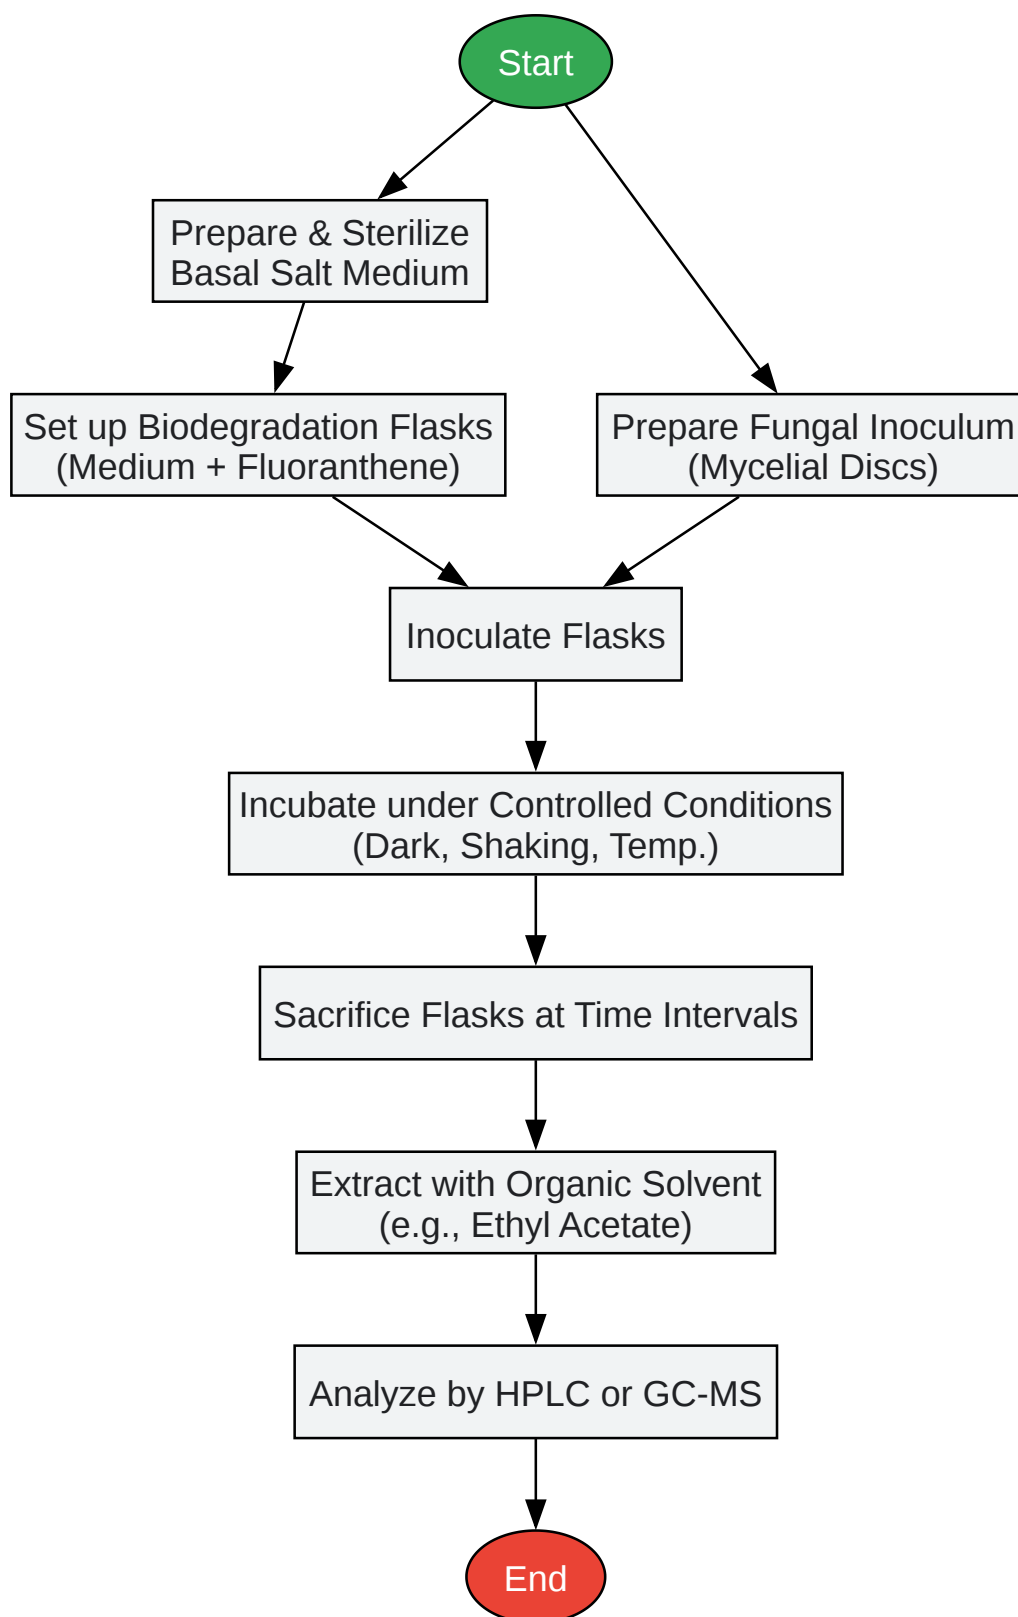 Start
Prepare & Sterilize
Basal Salt Medium
Set up Biodegradation Flasks
(Medium + Fluoranthene)
Prepare Fungal Inoculum
(Mycelial Discs)
Inoculate Flasks
Incubate under Controlled Conditions
(Dark, Shaking, Temp.)
Sacrifice Flasks at Time Intervals
Extract with Organic Solvent
(e.g., Ethyl Acetate)
Analyze by HPLC or GC-MS
End